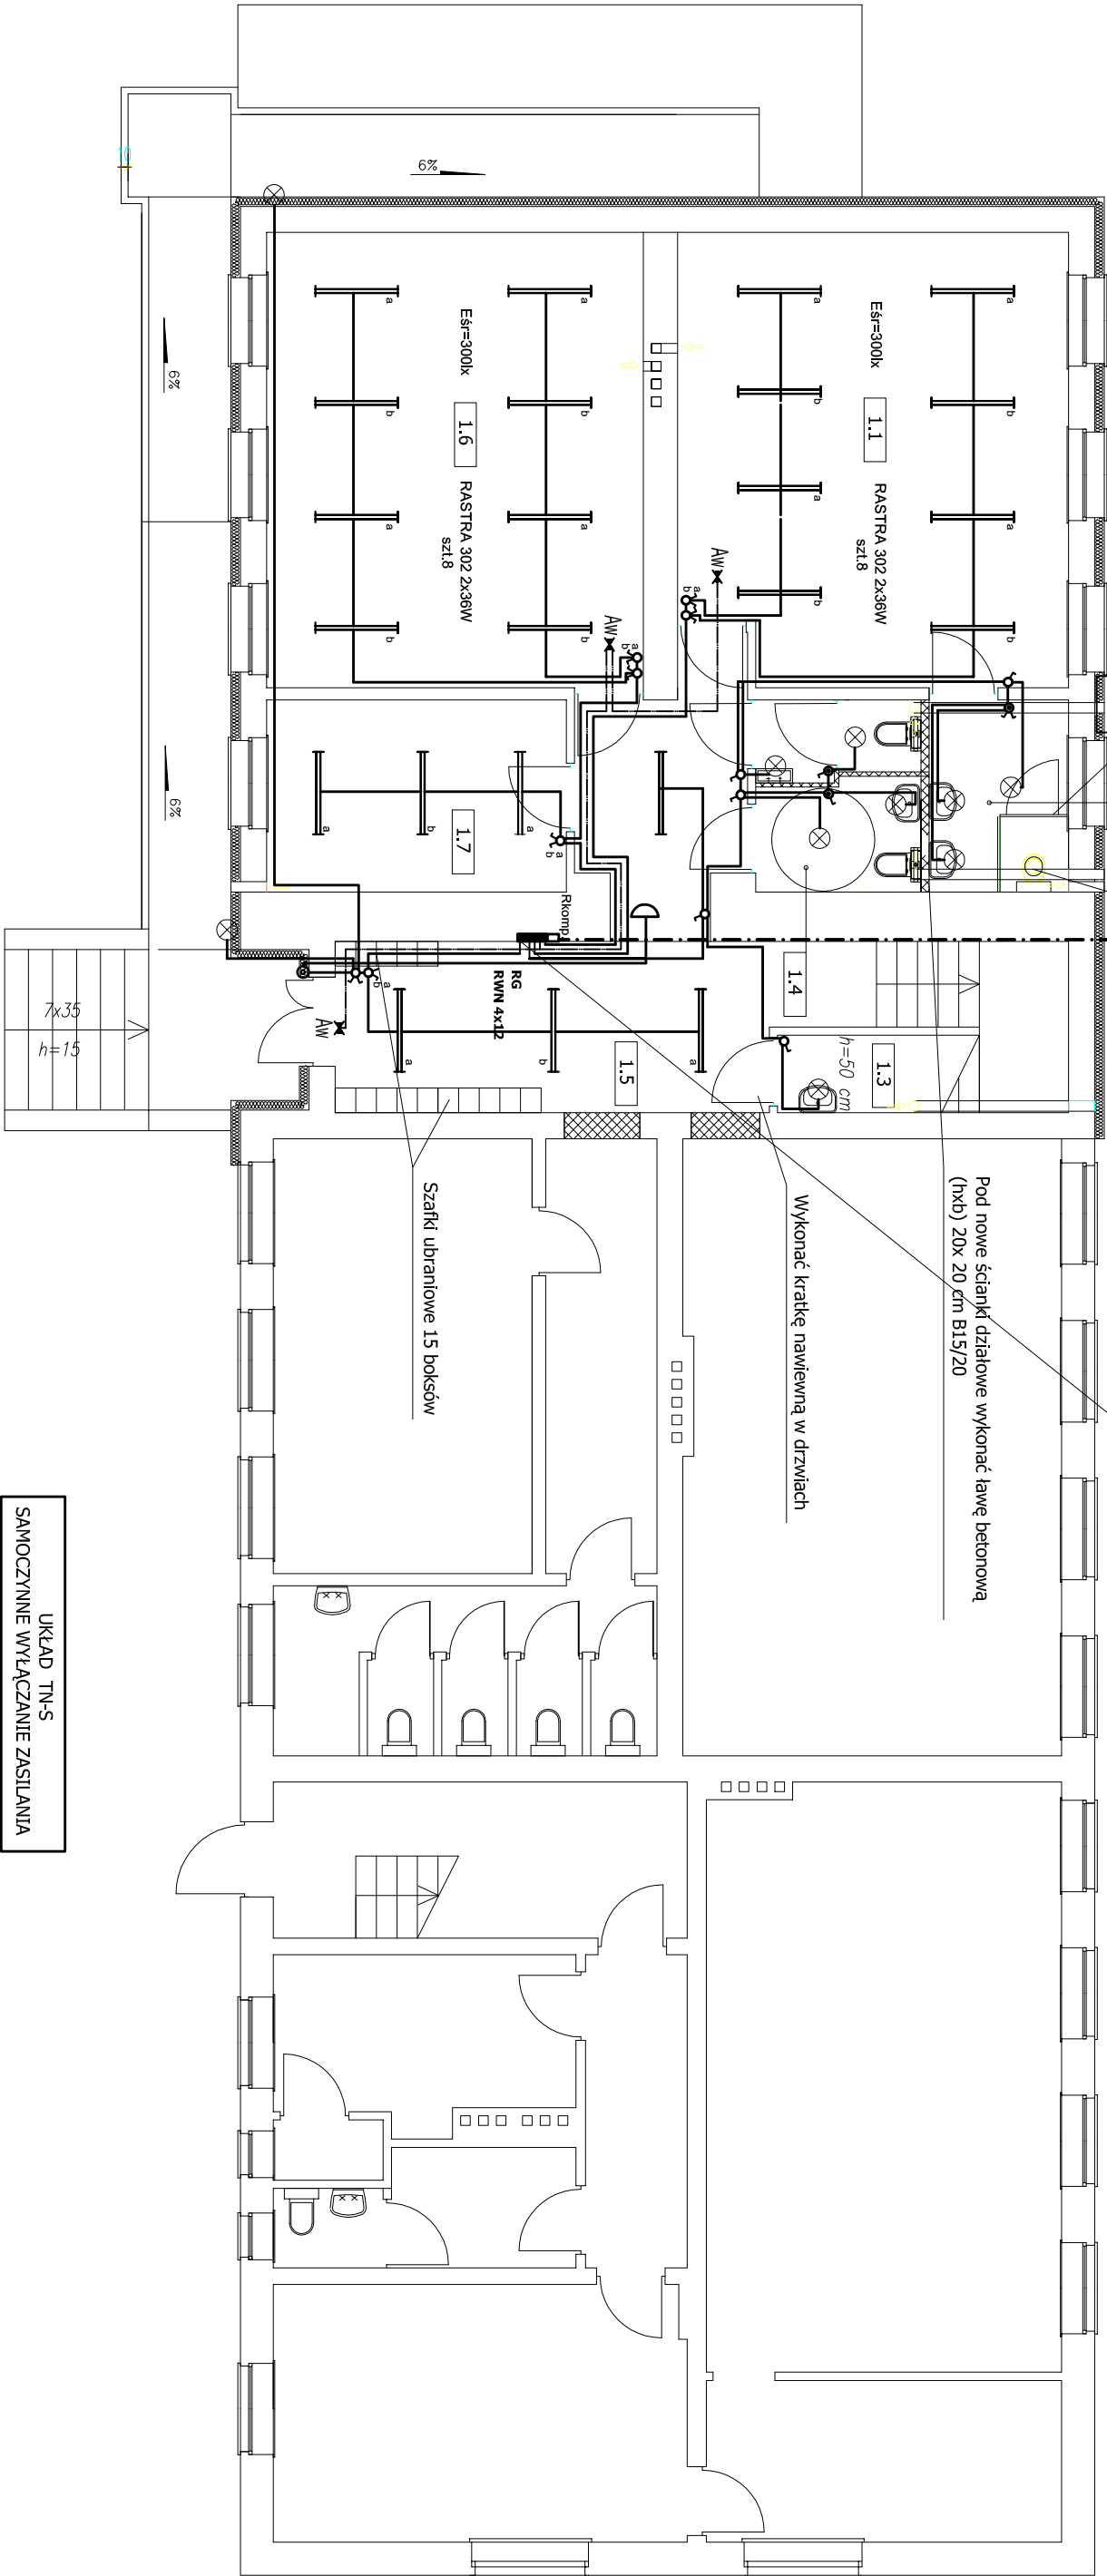 10
6%
6%
6%
a
b
a
b
a
b
a
b
Eśr=300lx
1.1
RASTRA 302 2x36W
szt.8
a
b
a
b
a
b
a
b
Eśr=300lx
1.6
RASTRA 302 2x36W
szt.8
Aw
a
b
Aw
a
b
a
b
a
1.7
a
b
Rkomp.
RG
RWN 4x12
1.4
1.3
h=50 cm
1.5
a
b
a
a
b
Aw
7x35
h=15
Pod nowe ścianki działowe wykonać ławę betonową
(hxb) 20x 20 cm B15/20
Wykonać kratkę nawiewną w drzwiach
Szafki ubraniowe 15 boksów
UKŁAD TN-S
SAMOCZYNNE WYŁĄCZANIE ZASILANIA